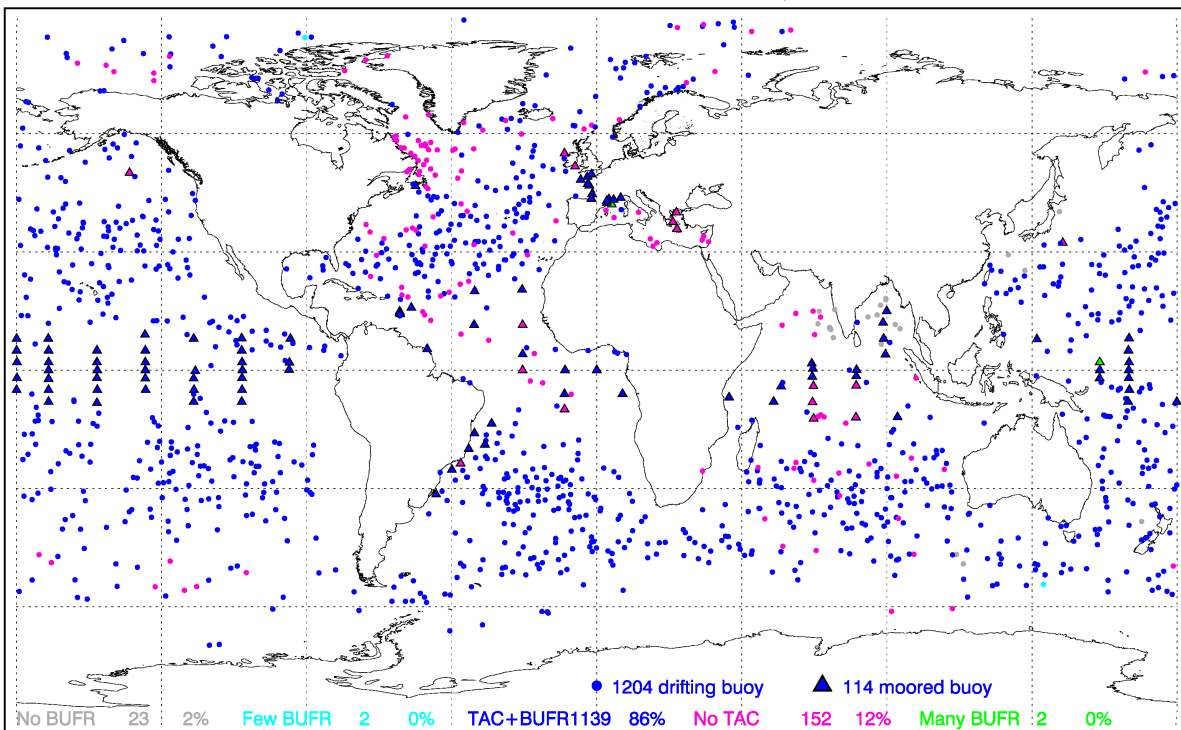 1204 drifting buoy 114 moored buoy
No BUFR 23 2% Few BUFR 2 0% TAC+BUFR1139 86% No TAC 152 12% Many BUFR 2 0%